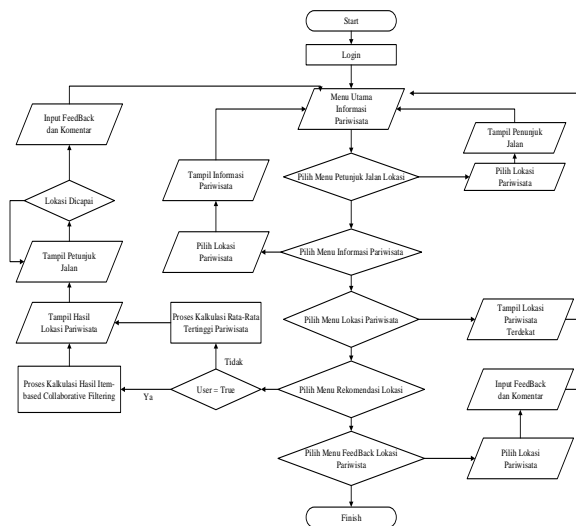 Start
Login
Menu Utama
Informasi
Pariwisata
Input FeedBack
dan Komentar
Tampil Penunjuk
Jalan
Tampil Informasi
Pariwisata
Pilih Menu Petunjuk Jalan Lokasi
Pilih Lokasi
Pariwisata
Lokasi Dicapai
Pilih Lokasi
Pariwisata
Pilih Menu Informasi Pariwisata
Tampil Petunjuk
Jalan
Tampil Hasil
Lokasi Pariwisata
Proses Kalkulasi Rata-Rata
Tertinggi Pariwisata
Pilih Menu Lokasi Pariwisata
Tampil Lokasi
Pariwisata
Terdekat
Tidak
Proses Kalkulasi Hasil Item-
based Collaborative Filtering
Ya
User = True
Pilih Menu Rekomendasi Lokasi
Input FeedBack
dan Komentar
Pilih Menu FeedBack Lokasi
Pariwista
Pilih Lokasi
Pariwisata
Finish